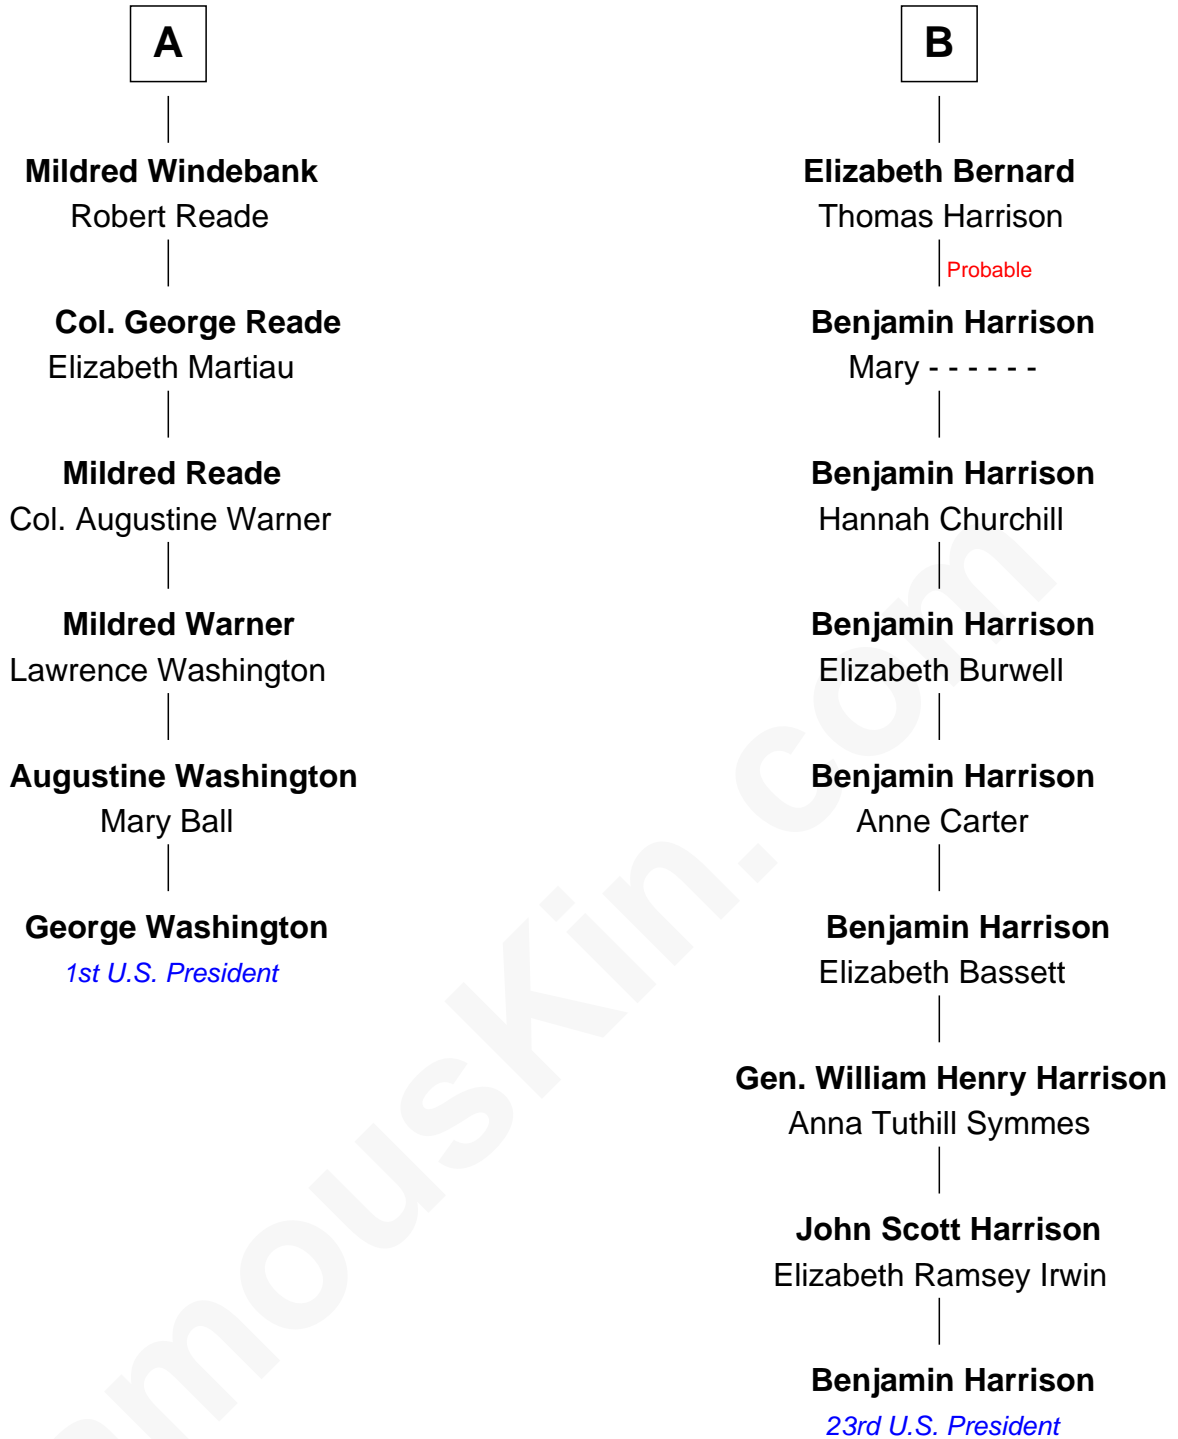 A
B
Mildred Windebank
Robert Reade
Elizabeth Bernard
Thomas Harrison
Probable
Col. George Reade
Elizabeth Martiau
Benjamin Harrison
Mary - - - - - -
Mildred Reade
Col. Augustine Warner
Benjamin Harrison
Hannah Churchill
Mildred Warner
Lawrence Washington
Benjamin Harrison
Elizabeth Burwell
Augustine Washington
Mary Ball
Benjamin Harrison
Anne Carter
George Washington
1st U.S. President
Benjamin Harrison
Elizabeth Bassett
Gen. William Henry Harrison
Anna Tuthill Symmes
John Scott Harrison
Elizabeth Ramsey Irwin
Benjamin Harrison
23rd U.S. President
amousKin.com